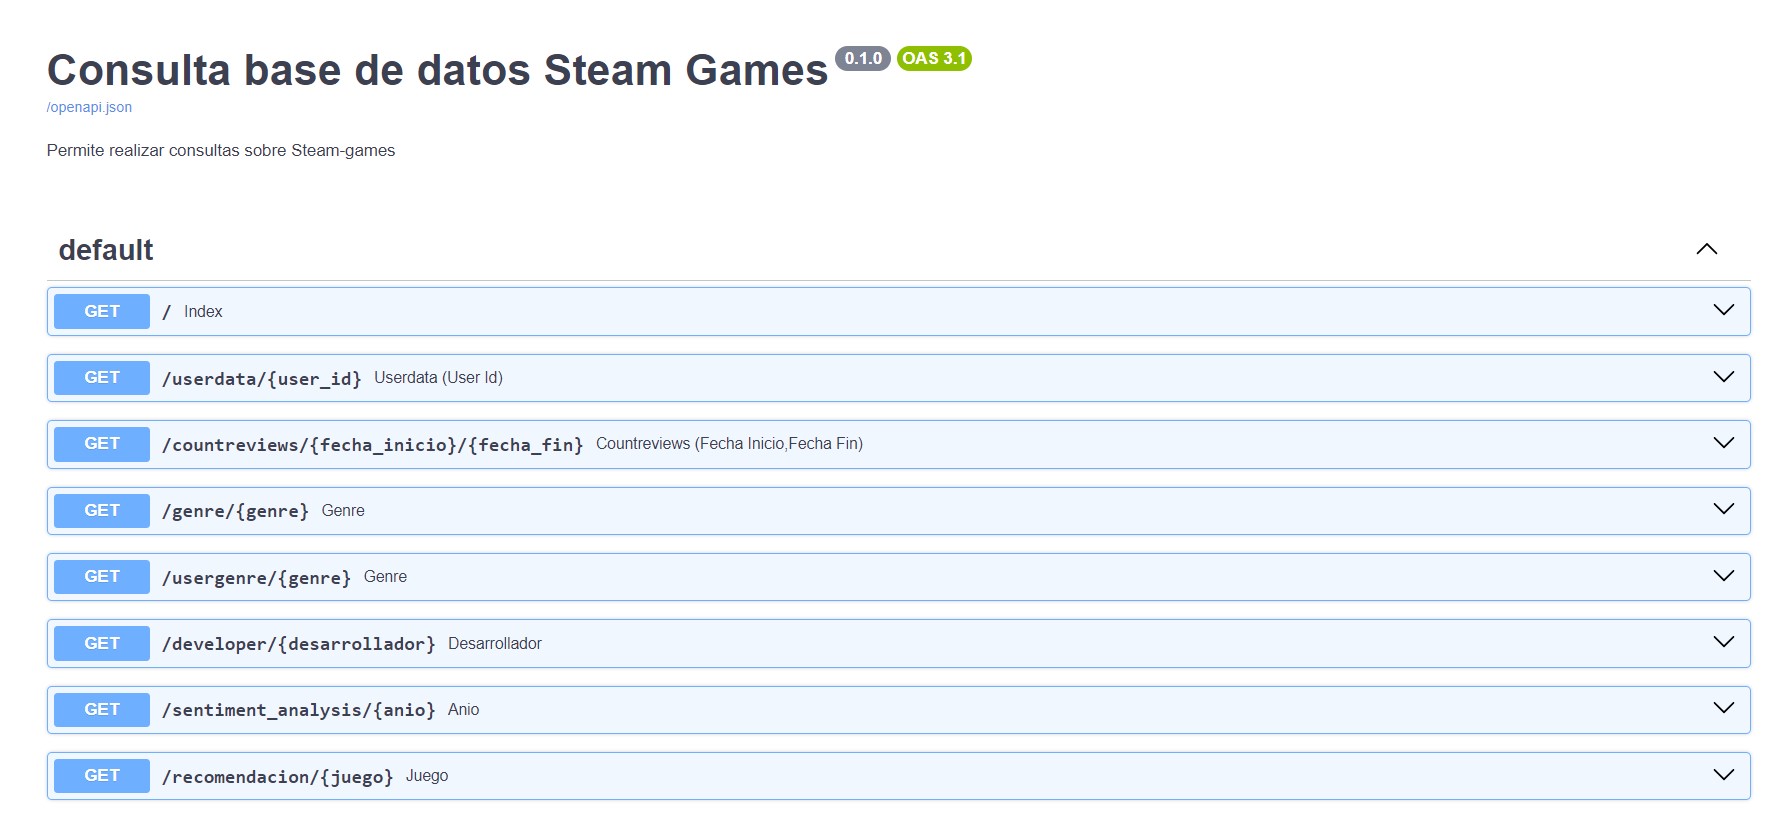 Consulta base de datos Steam Games 0.1.0 OAS 3.1
/openapi.json
Permite realizar consultas sobre Steam-games
default
GET / Index
GET /userdata/{user_id} Userdata (User Id)
GET /countreviews/{fecha_inicio}/{fecha_fin} Countreviews (Fecha Inicio,Fecha Fin)
GET /genre/{genre} Genre
GET /usergenre/{genre} Genre
GET /developer/{desarrollador} Desarrollador
GET /sentiment_analysis/{anio} Anio
GET /recomendacion/{juego} Juego